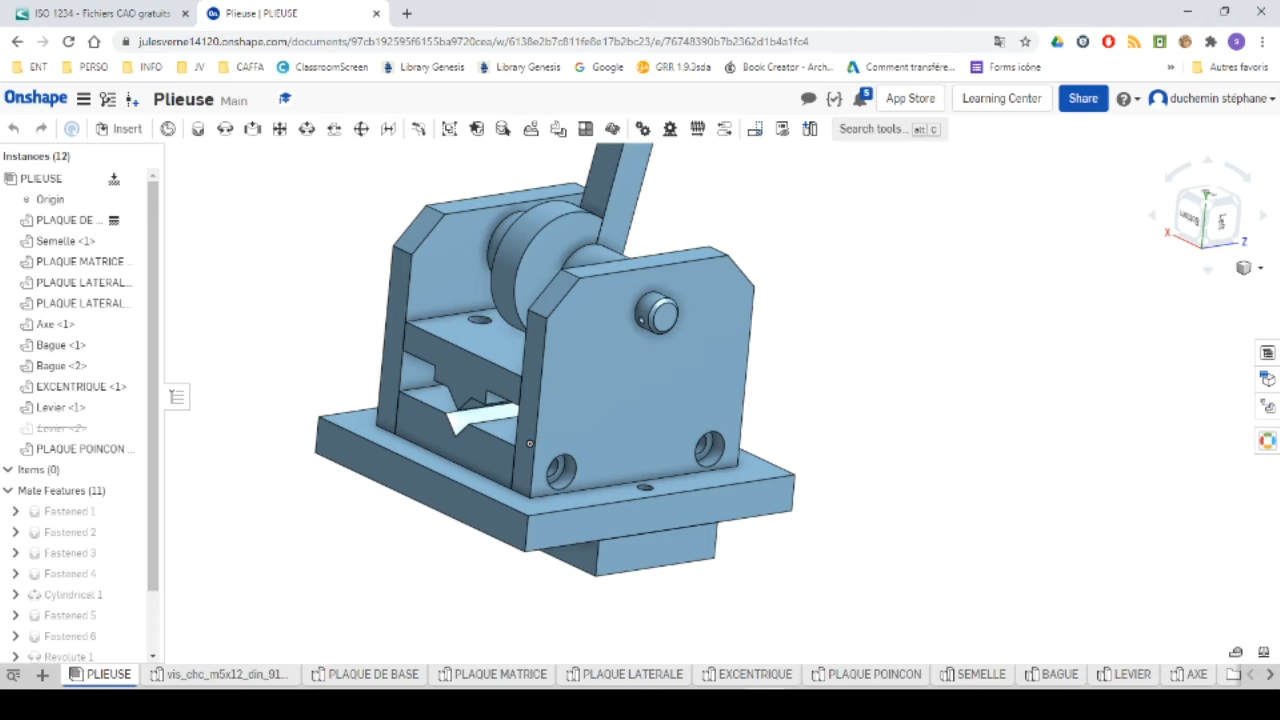 ISO 1234 - Fichiers CAO gratuits
Plieuse | PLIEUSE
julesverne14120.onshape.com/documents/97cb192595f6155ba9720cea/w/6138e2b7c811fe8e17b2bc23/e/76748390b7b2362d1b4a1fc4
ENT PERSO INFO JV CAFFA ClassroomScreen Library Genesis Library Genesis Google GRR 1.9.3sda Book Creator - Arch... Comment transfére... Forms icône » Autres favoris
Onshape Plieuse Main 5 App Store Learning Center Share duchemin stéphane
Insert Search tools... alt C
Instances (12)
PLIEUSE
Origin
PLAQUE DE ...
Semelle <1>
PLAQUE MATRICE ...
PLAQUE LATERAL...
PLAQUE LATERAL...
Axe <1>
Bague <1>
Bague <2>
EXCENTRIQUE <1>
Levier <1>
Levier <2>
PLAQUE POINCON ...
Items (0)
Mate Features (11)
Fastened 1
Fastened 2
Fastened 3
Fastened 4
Cylindrical 1
Fastened 5
Fastened 6
Revolute 1
X
Z
PLIEUSE vis_chc_m5x12_din_91... PLAQUE DE BASE PLAQUE MATRICE PLAQUE LATERALE EXCENTRIQUE PLAQUE POINCON SEMELLE BAGUE LEVIER AXE